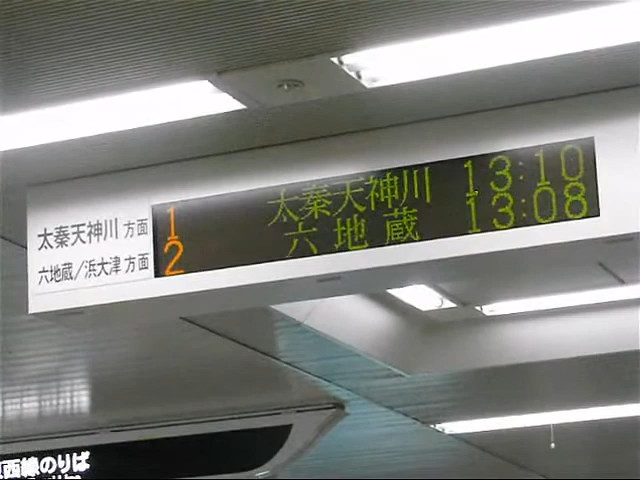 太秦天神川 方面 1 太秦天神川 13:10
六地蔵/浜大津 方面 2 六地蔵 13:08
西線のりば